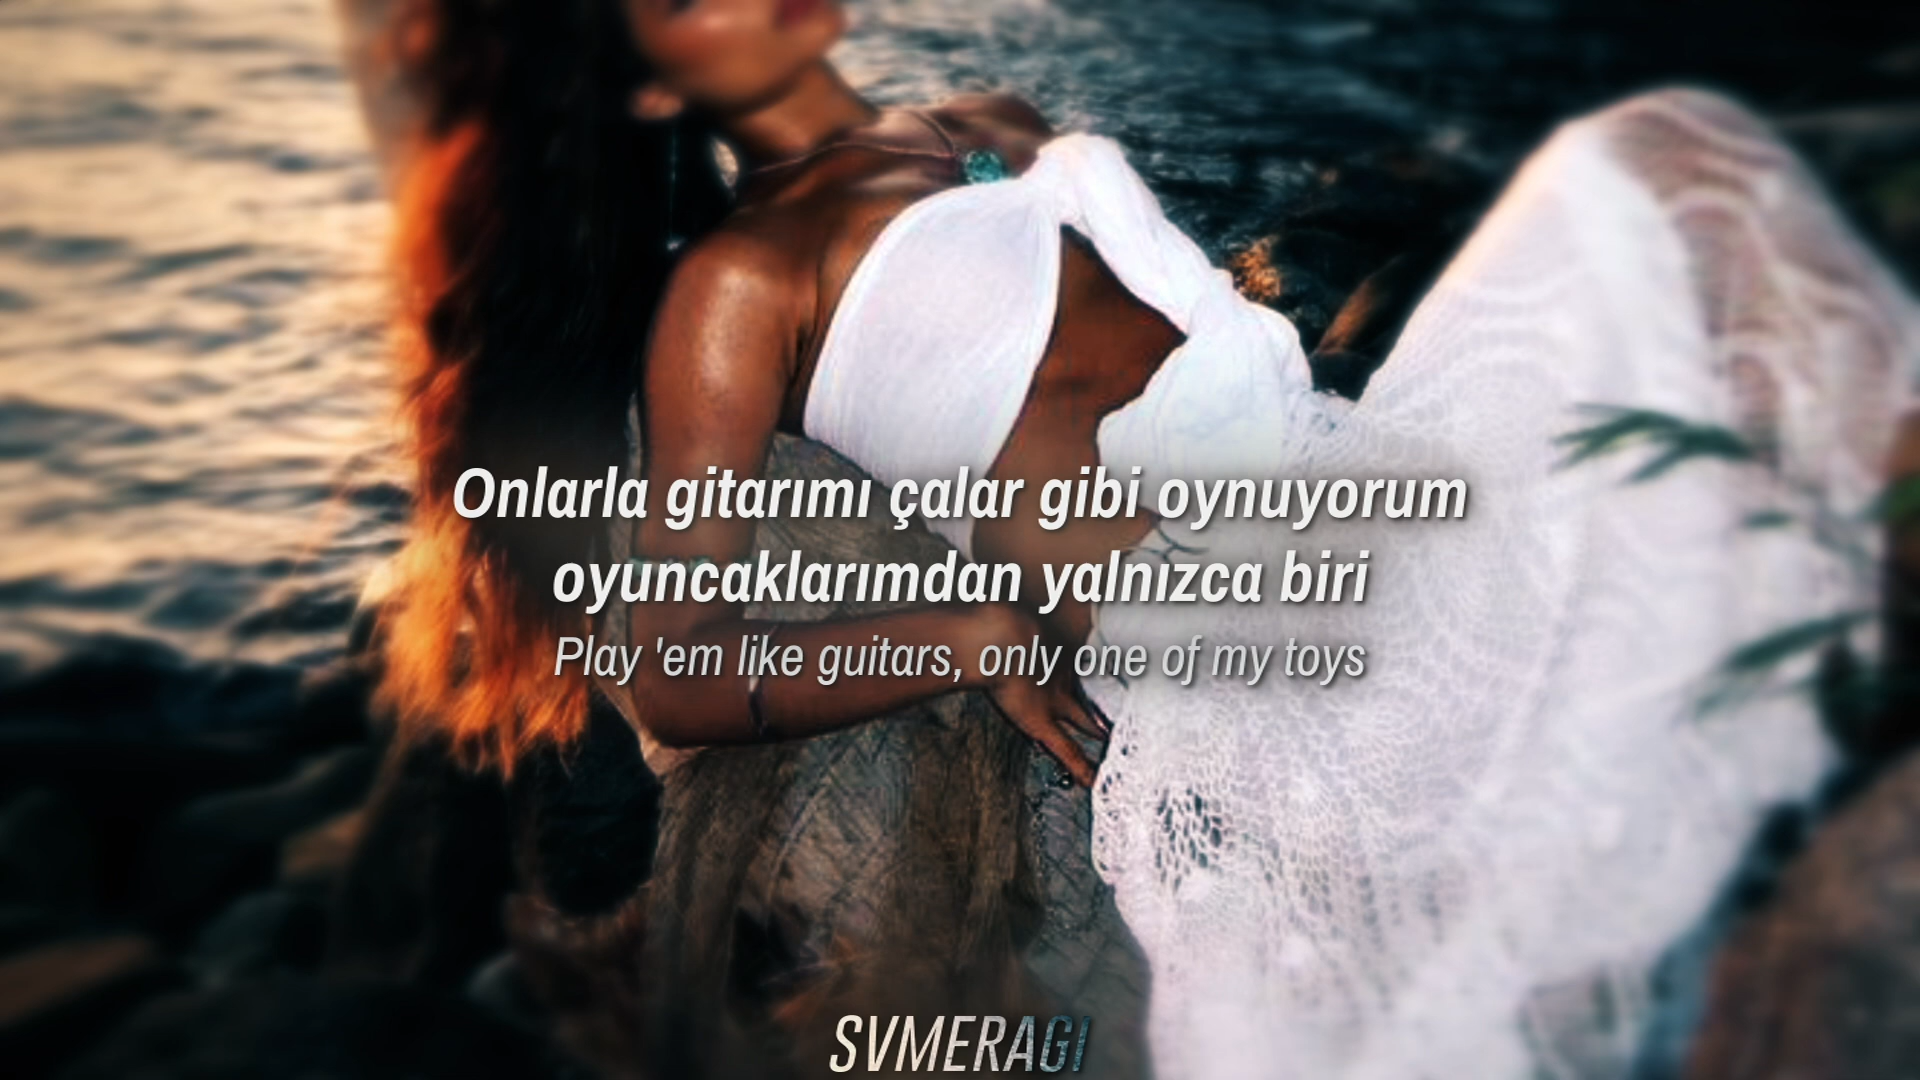 Onlarla gitarımı çalar gibi oynuyorum
oyuncaklarımdan yalnızca biri
Play 'em like guitars, only one of my toys
SVMERAGI